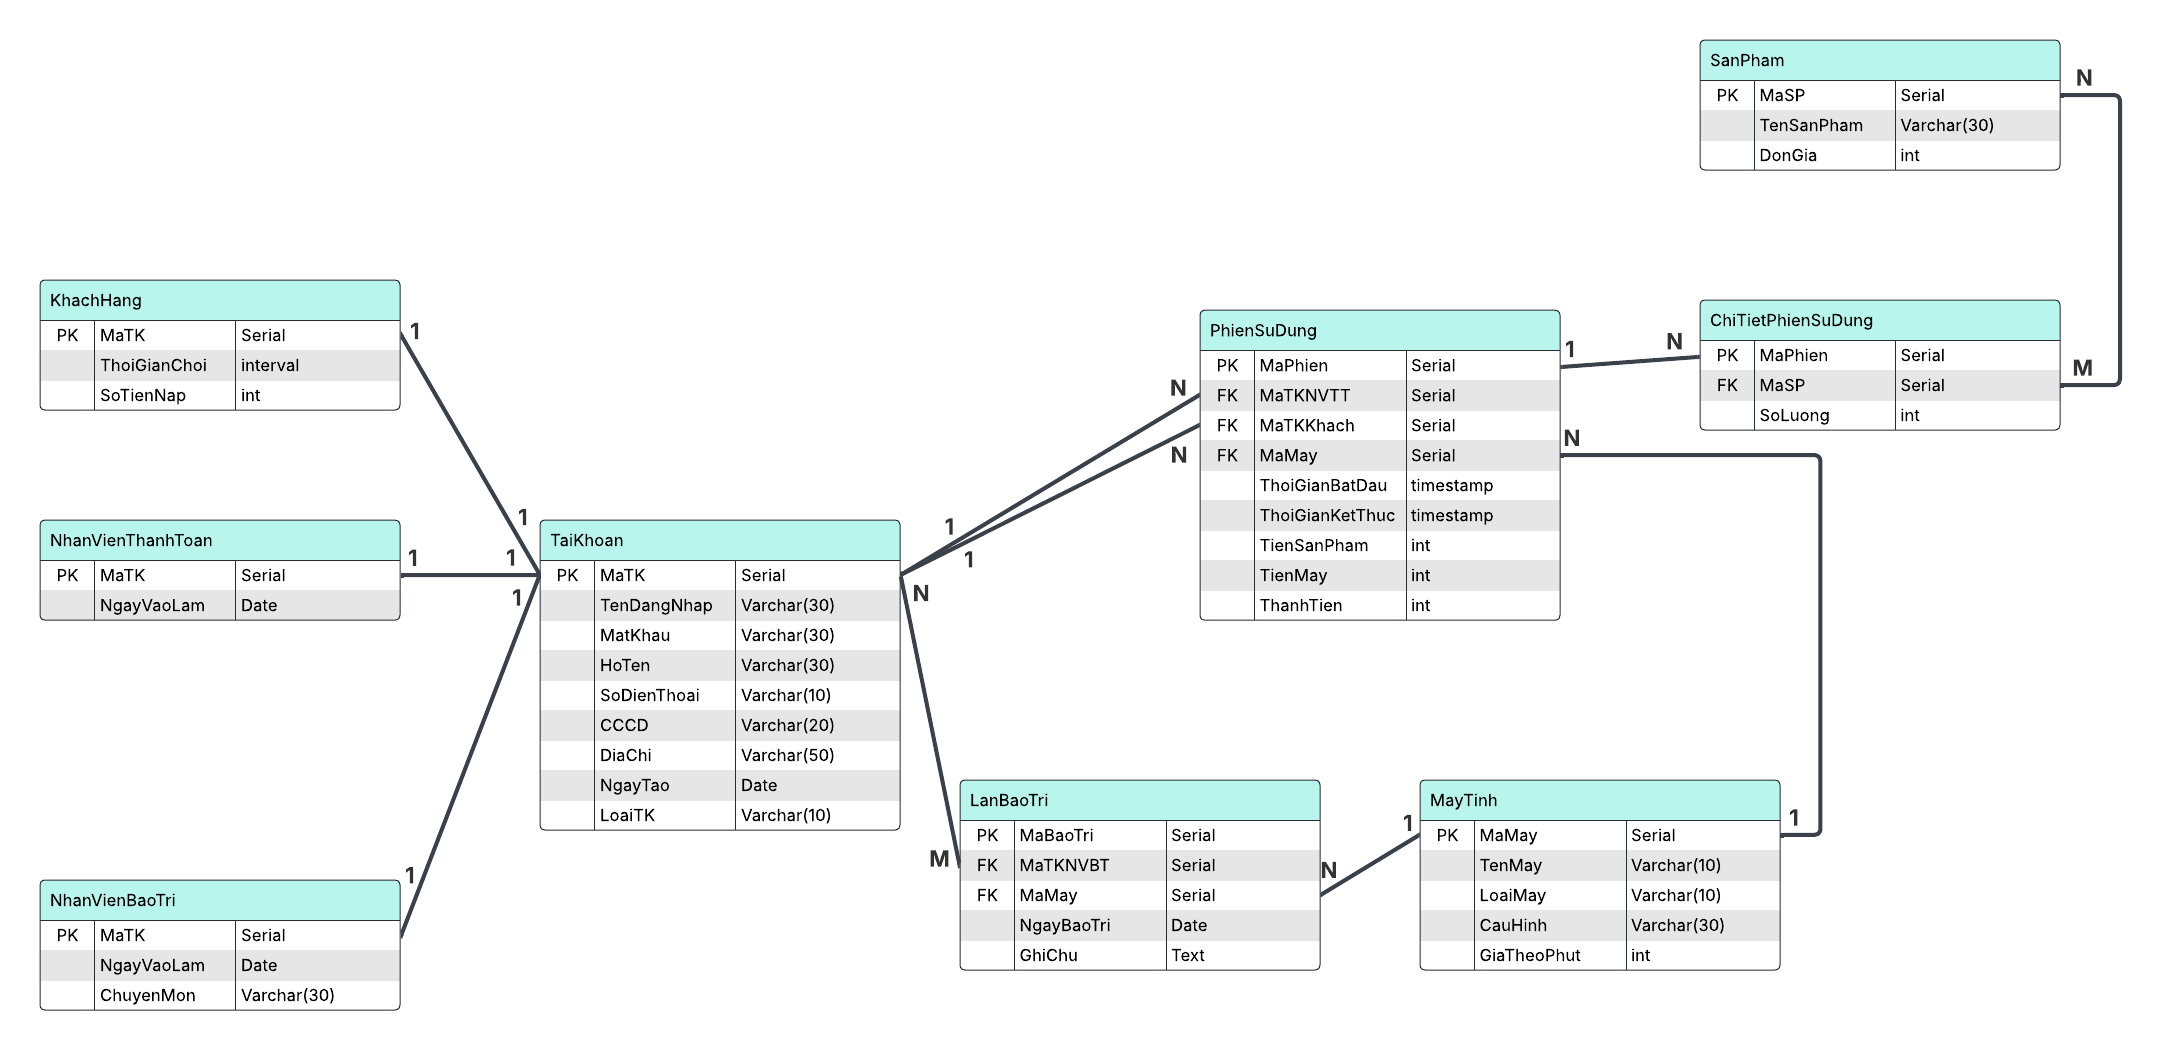 SanPham
N
PK MaSP Serial
TenSanPham Varchar(30)
DonGia int
KhachHang
1
PK MaTK Serial
ThoiGianChoi interval
SoTienNap int
1
NhanVienThanhToan
1
1
PK MaTK Serial
NgayVaoLam Date
1
NhanVienBaoTri
1
PK MaTK Serial
NgayVaoLam Date
ChuyenMon Varchar(30)
TaiKhoan
PK MaTK Serial
TenDangNhap Varchar(30)
MatKhau Varchar(30)
HoTen Varchar(30)
SoDienThoai Varchar(10)
CCCD Varchar(20)
DiaChi Varchar(50)
NgayTao Date
LoaiTK Varchar(10)
1
1
N
N
N
M
PhienSuDung
PK MaPhien Serial
FK MaTKNVTT Serial
FK MaTKKhach Serial
FK MaMay Serial
ThoiGianBatDau timestamp
ThoiGianKetThuc timestamp
TienSanPham int
TienMay int
ThanhTien int
1
N
N
ChiTietPhienSuDung
PK MaPhien Serial
FK MaSP Serial
SoLuong int
M
LanBaoTri
PK MaBaoTri Serial
FK MaTKNVBT Serial
FK MaMay Serial
NgayBaoTri Date
GhiChu Text
N
1
MayTinh
PK MaMay Serial
TenMay Varchar(10)
LoaiMay Varchar(10)
CauHinh Varchar(30)
GiaTheoPhut int
1